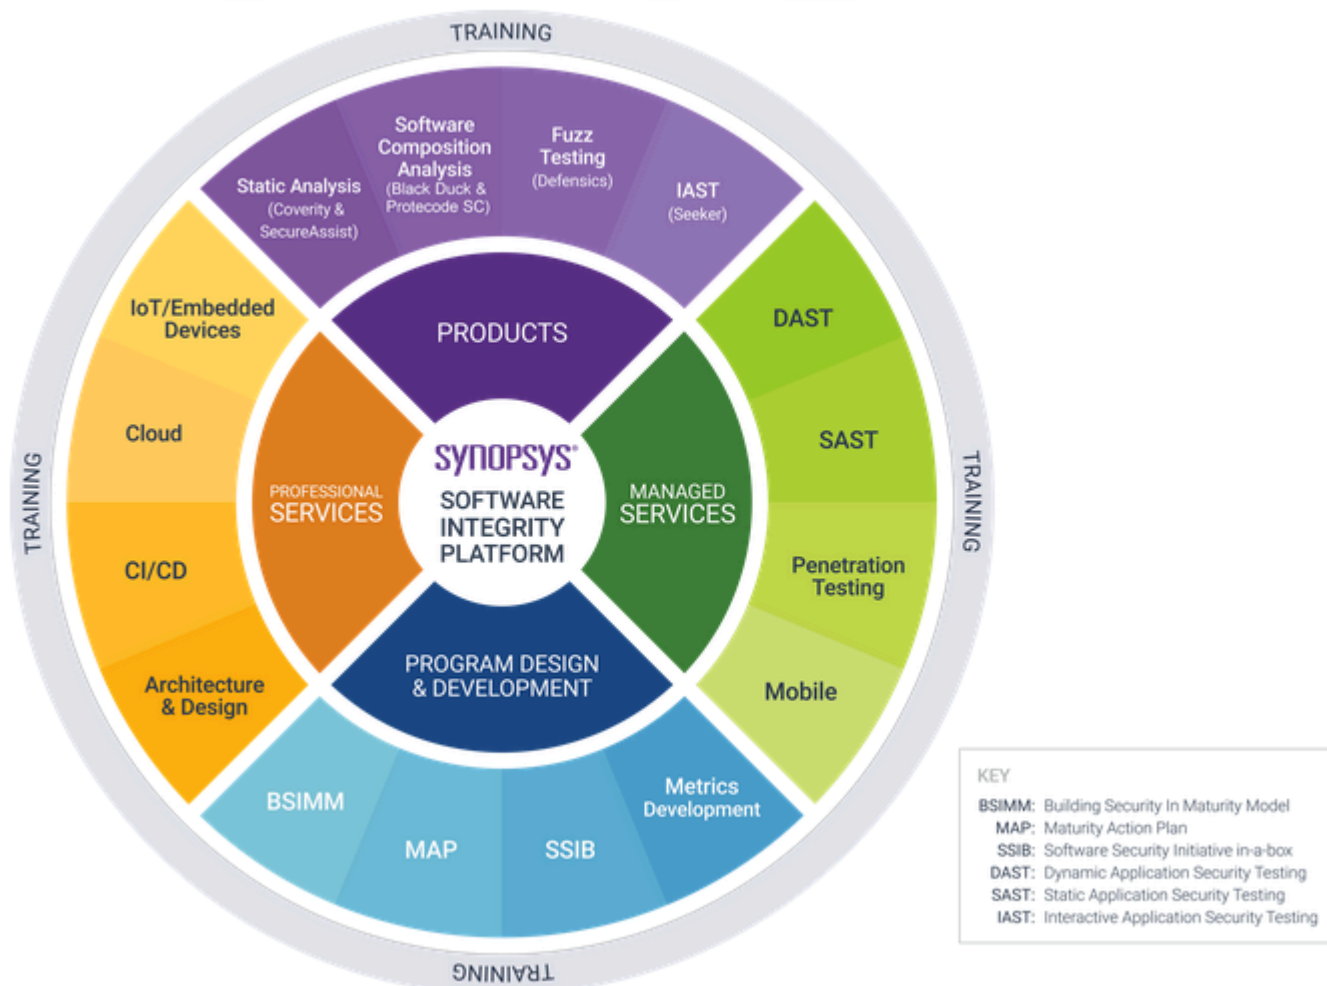 TRAINING
Static Analysis
(Coverity &
SecureAssist)
Software
Composition
Analysis
(Black Duck &
Protecode SC)
Fuzz
Testing
(Defensics)
IAST
(Seeker)
PRODUCTS
IoT/Embedded
Devices
Cloud
CI/CD
Architecture
& Design
PROFESSIONAL
SERVICES
SYNOPSYS®
SOFTWARE
INTEGRITY
PLATFORM
MANAGED
SERVICES
DAST
SAST
Penetration
Testing
Mobile
PROGRAM DESIGN
& DEVELOPMENT
BSIMM
MAP
SSIB
Metrics
Development
TRAINING
TRAINING
TRAINING
KEY
BSIMM: Building Security In Maturity Model
MAP: Maturity Action Plan
SSIB: Software Security Initiative in-a-box
DAST: Dynamic Application Security Testing
SAST: Static Application Security Testing
IAST: Interactive Application Security Testing